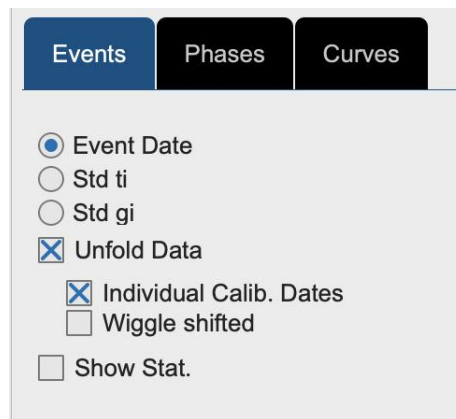 Events Phases Curves
Event Date
Std ti
Std gi
Unfold Data
Individual Calib. Dates
Wiggle shifted
Show Stat.